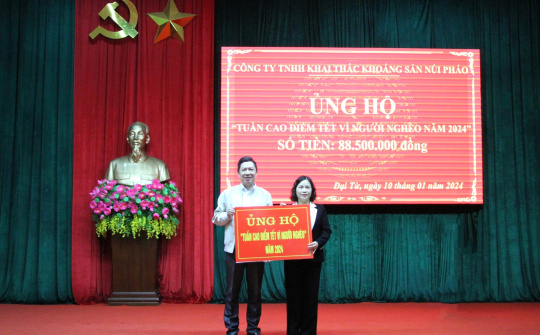 CÔNG TY TNHH KHAI THÁC KHOÁNG SẢN NÚI PHÁO
ỦNG HỘ
"TUẦN CAO ĐIỂM TẾT VÌ NGƯỜI NGHÈO NĂM 2024"
SỐ TIỀN: 88.500.000.đồng
Đại Từ, ngày 10 tháng 01 năm 2024
ỦNG HỘ
"TUẦN CAO ĐIỂM TẾT VÌ NGƯỜI NGHÈO"
NĂM 2024